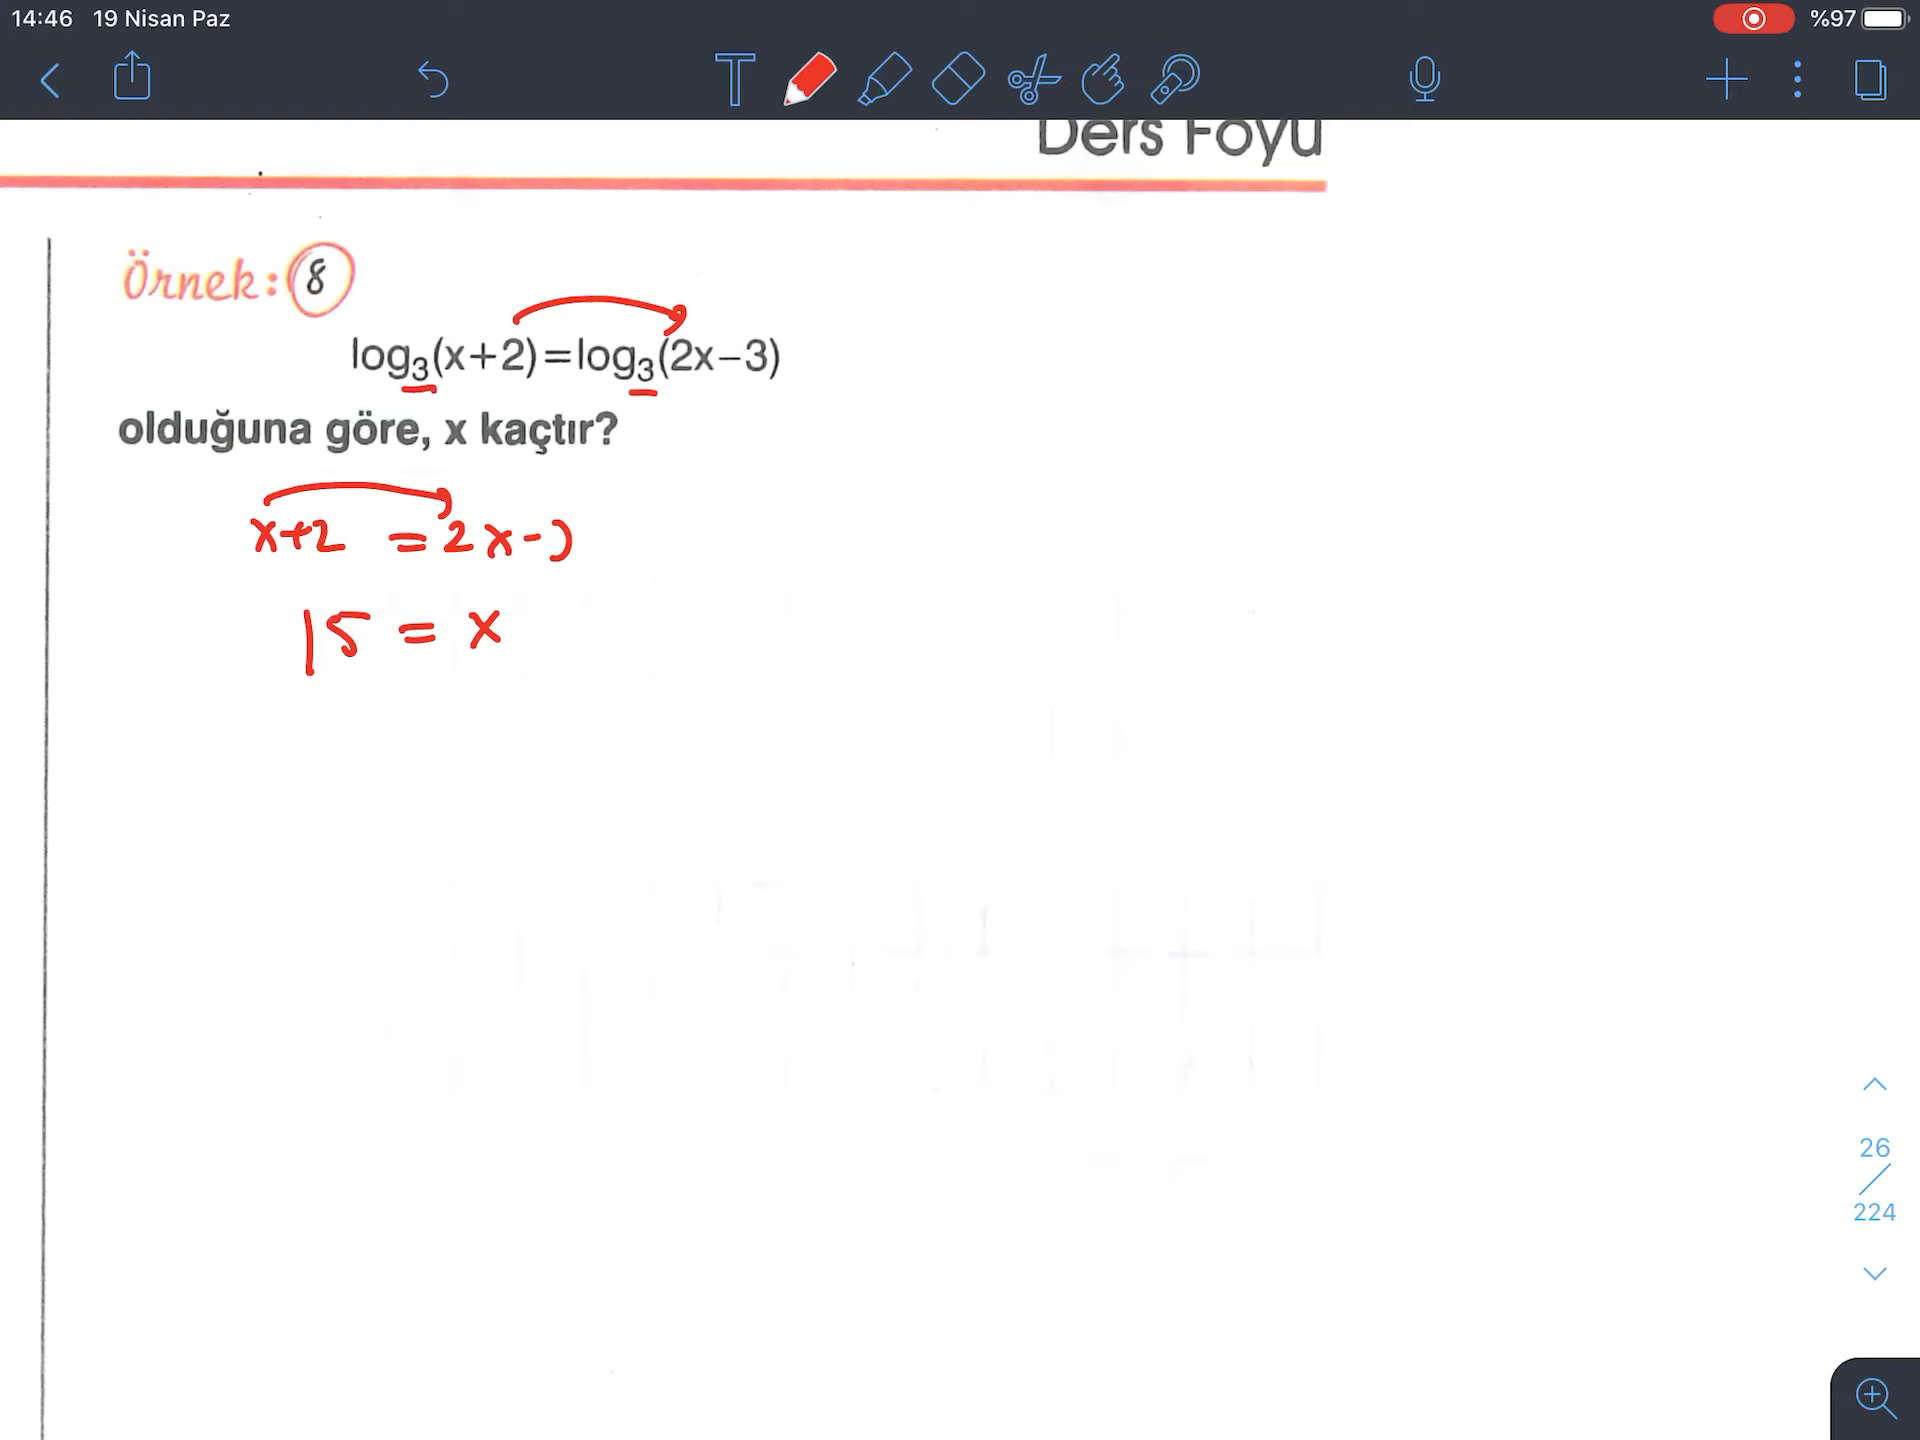 14:46 19 Nisan Paz %97
Ders Föyü
Örnek: 8
log₃(x+2)=log₃(2x−3)
olduğuna göre, x kaçtır?
x+2 = 2x-3
|5 = x
26
/
224